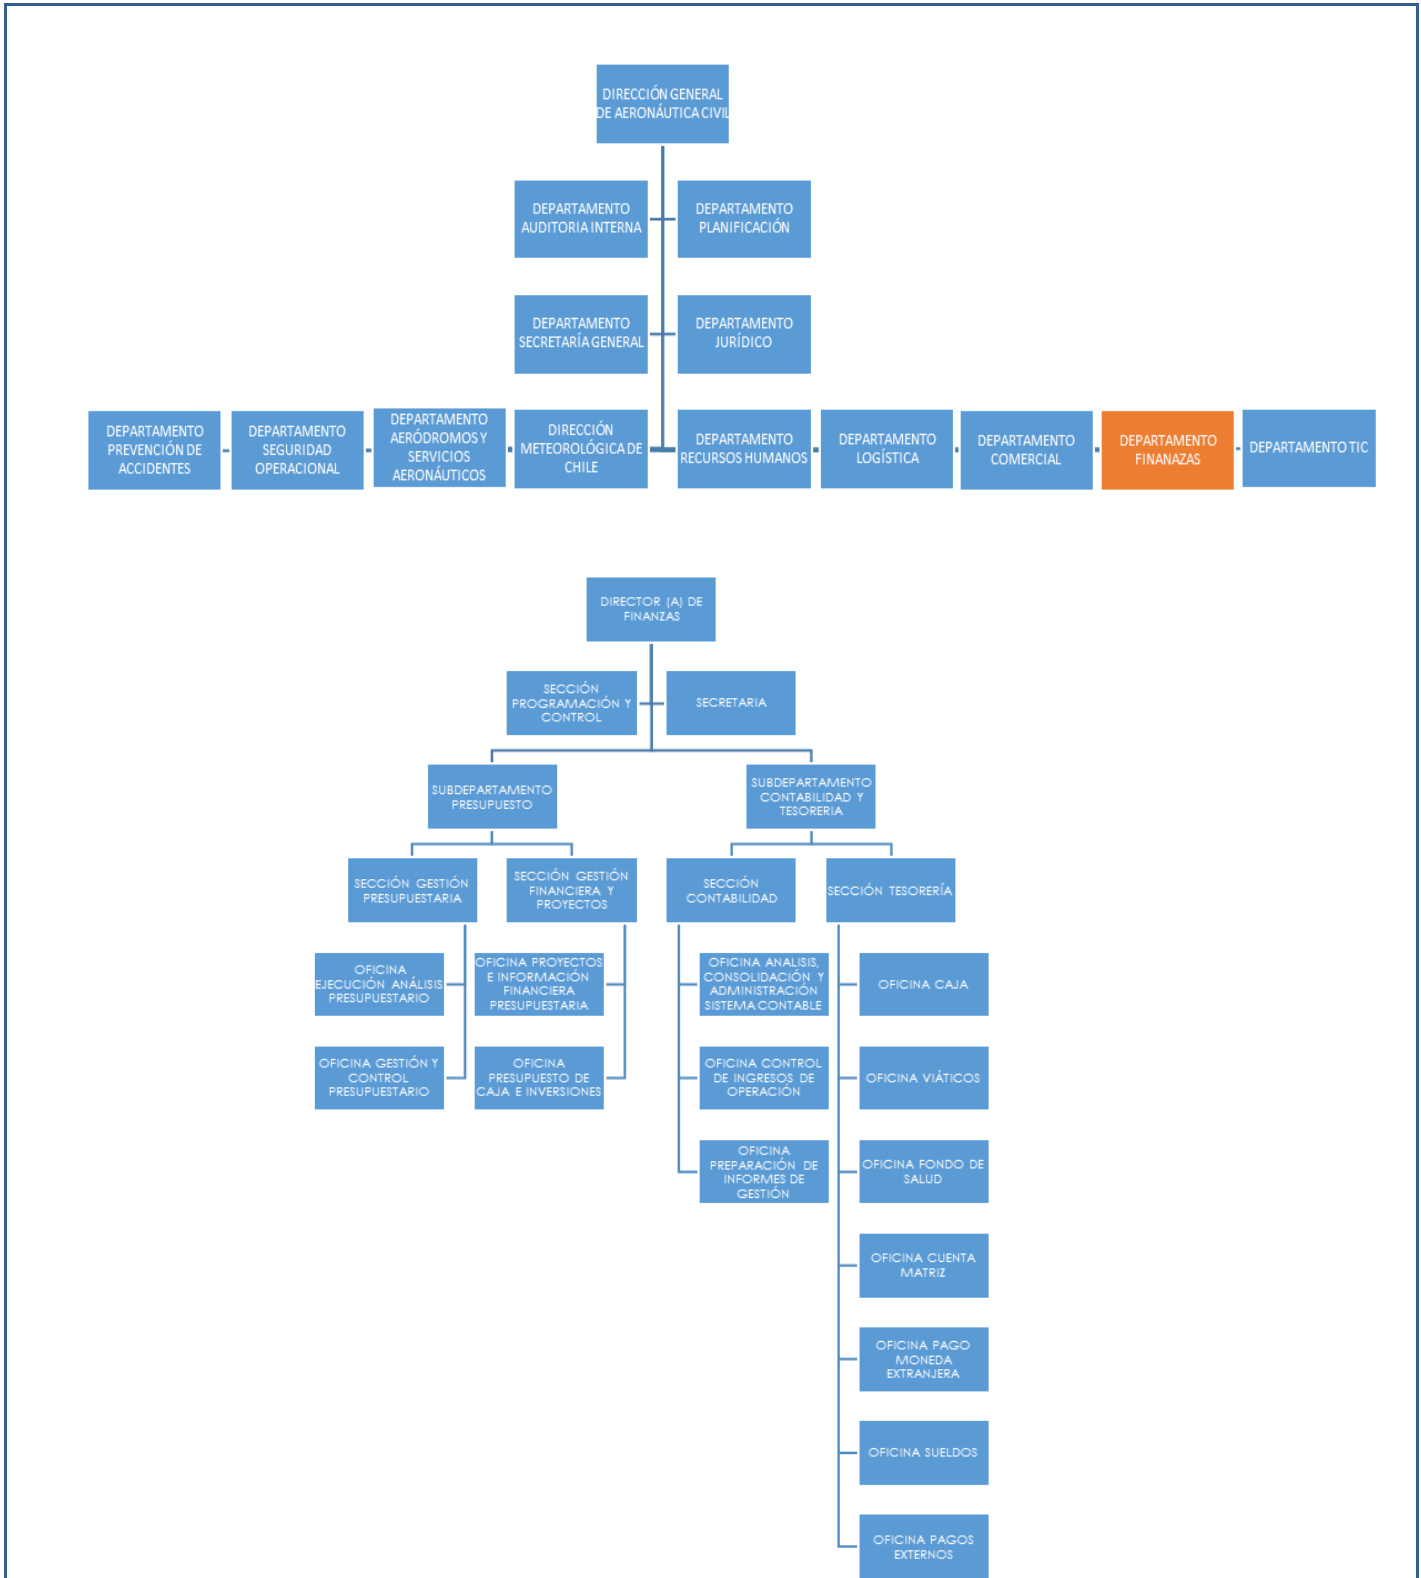 DIRECCIÓN GENERAL
DE AERONÁUTICA CIVIL
DEPARTAMENTO
AUDITORIA INTERNA
DEPARTAMENTO
PLANIFICACIÓN
DEPARTAMENTO
SECRETARÍA GENERAL
DEPARTAMENTO
JURÍDICO
DEPARTAMENTO
PREVENCIÓN DE
ACCIDENTES
DEPARTAMENTO
SEGURIDAD
OPERACIONAL
DEPARTAMENTO
AERÓDROMOS Y
SERVICIOS
AERONÁUTICOS
DIRECCIÓN
METEOROLÓGICA DE
CHILE
DEPARTAMENTO
RECURSOS HUMANOS
DEPARTAMENTO
LOGÍSTICA
DEPARTAMENTO
COMERCIAL
DEPARTAMENTO
FINANAZAS
DEPARTAMENTO TIC
DIRECTOR (A) DE
FINANZAS
SECCIÓN
PROGRAMACIÓN Y
CONTROL
SECRETARIA
SUBDEPARTAMENTO
PRESUPUESTO
SUBDEPARTAMENTO
CONTABILIDAD Y
TESORERIA
SECCIÓN GESTIÓN
PRESUPUESTARIA
SECCIÓN GESTIÓN
FINANCIERA Y
PROYECTOS
SECCIÓN
CONTABILIDAD
SECCIÓN TESORERÍA
OFICINA
EJECUCIÓN ANÁLISIS
PRESUPUESTARIO
OFICINA PROYECTOS
E INFORMACIÓN
FINANCIERA
PRESUPUESTARIA
OFICINA ANALISIS,
CONSOLIDACIÓN Y
ADMINISTRACIÓN
SISTEMA CONTABLE
OFICINA CAJA
OFICINA GESTIÓN Y
CONTROL
PRESUPUESTARIO
OFICINA
PRESUPUESTO DE
CAJA E INVERSIONES
OFICINA CONTROL
DE INGRESOS DE
OPERACIÓN
OFICINA VIÁTICOS
OFICINA
PREPARACIÓN DE
INFORMES DE
GESTIÓN
OFICINA FONDO DE
SALUD
OFICINA CUENTA
MATRIZ
OFICINA PAGO
MONEDA
EXTRANJERA
OFICINA SUELDOS
OFICINA PAGOS
EXTERNOS